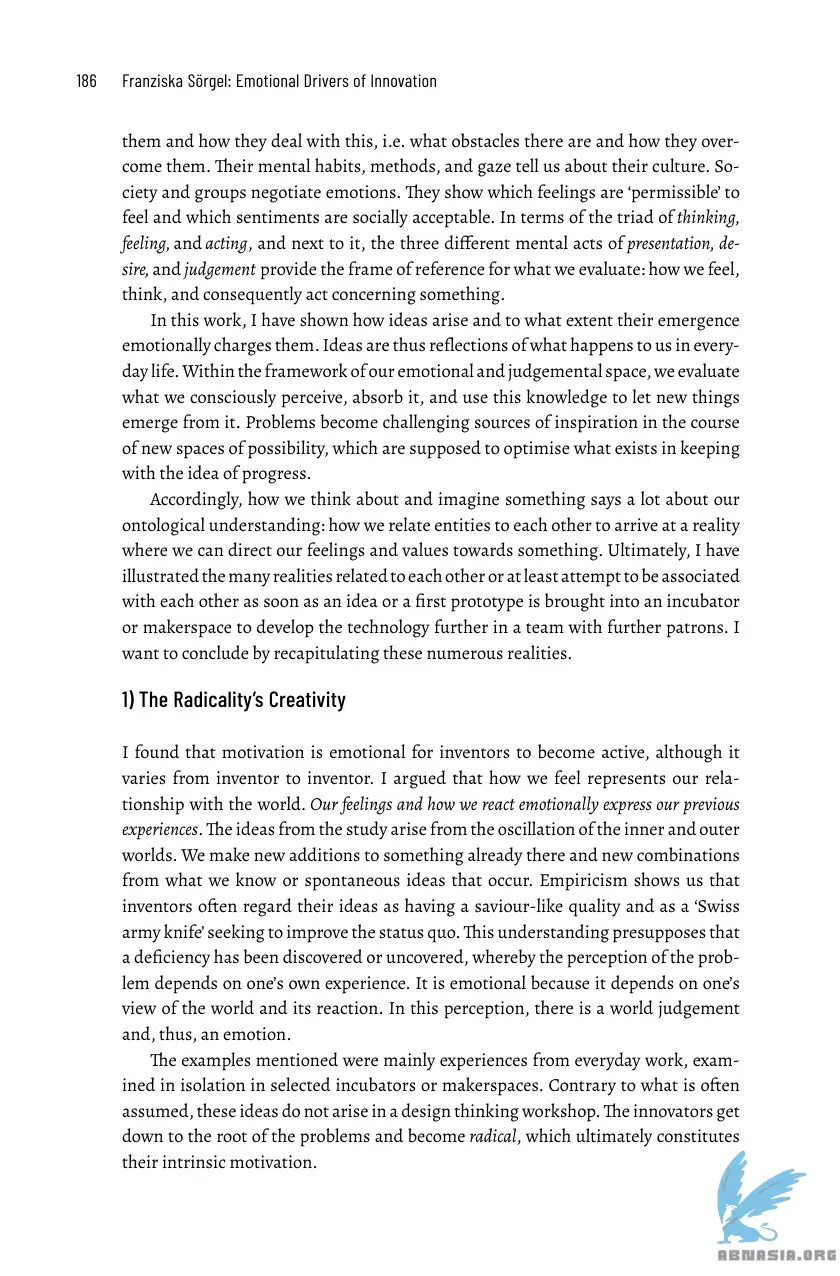 186 Franziska Sörgel: Emotional Drivers of Innovation
them and how they deal with this, i.e. what obstacles there are and how they over-
come them. Their mental habits, methods, and gaze tell us about their culture. So-
ciety and groups negotiate emotions. They show which feelings are ‘permissible’ to
feel and which sentiments are socially acceptable. In terms of the triad of thinking,
feeling, and acting, and next to it, the three different mental acts of presentation, de-
sire, and judgement provide the frame of reference for what we evaluate: how we feel,
think, and consequently act concerning something.
In this work, I have shown how ideas arise and to what extent their emergence
emotionally charges them. Ideas are thus reflections of what happens to us in every-
day life. Within the framework of our emotional and judgemental space, we evaluate
what we consciously perceive, absorb it, and use this knowledge to let new things
emerge from it. Problems become challenging sources of inspiration in the course
of new spaces of possibility, which are supposed to optimise what exists in keeping
with the idea of progress.
Accordingly, how we think about and imagine something says a lot about our
ontological understanding: how we relate entities to each other to arrive at a reality
where we can direct our feelings and values towards something. Ultimately, I have
illustrated the many realities related to each other or at least attempt to be associated
with each other as soon as an idea or a first prototype is brought into an incubator
or makerspace to develop the technology further in a team with further patrons. I
want to conclude by recapitulating these numerous realities.
1) The Radicality’s Creativity
I found that motivation is emotional for inventors to become active, although it
varies from inventor to inventor. I argued that how we feel represents our rela-
tionship with the world. Our feelings and how we react emotionally express our previous
experiences. The ideas from the study arise from the oscillation of the inner and outer
worlds. We make new additions to something already there and new combinations
from what we know or spontaneous ideas that occur. Empiricism shows us that
inventors often regard their ideas as having a saviour-like quality and as a ‘Swiss
army knife’ seeking to improve the status quo. This understanding presupposes that
a deficiency has been discovered or uncovered, whereby the perception of the prob-
lem depends on one’s own experience. It is emotional because it depends on one’s
view of the world and its reaction. In this perception, there is a world judgement
and, thus, an emotion.
The examples mentioned were mainly experiences from everyday work, exam-
ined in isolation in selected incubators or makerspaces. Contrary to what is often
assumed, these ideas do not arise in a design thinking workshop. The innovators get
down to the root of the problems and become radical, which ultimately constitutes
their intrinsic motivation.
ABNASIA.ORG